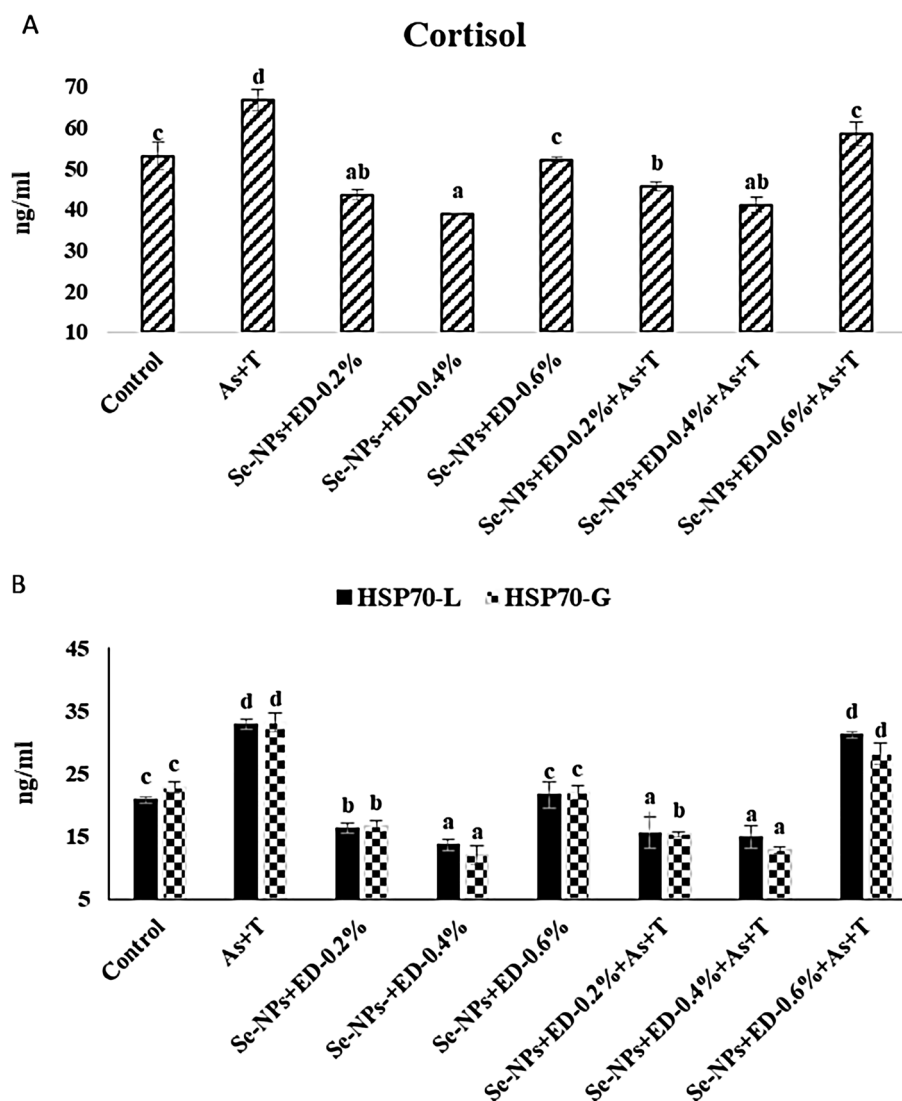 A
Cortisol
ng/ml
70
60
50
40
30
20
10
c
d
ab
a
c
b
ab
c
Control
As+T
Se-NPs+ED-0.2%
Se-NPs-+ED-0.4%
Se-NPs+ED-0.6%
Se-NPs+ED-0.2%+As+T
Se-NPs+ED-0.4%+As+T
Se-NPs+ED-0.6%+As+T
B
HSP70-L HSP70-G
ng/ml
45
35
25
15
5
c c
d d
b b
a a
c c
a b
a a
d d
Control
As+T
Se-NPs+ED-0.2%
Se-NPs-+ED-0.4%
Se-NPs+ED-0.6%
Se-NPs+ED-0.2%+As+T
Se-NPs+ED-0.4%+As+T
Se-NPs+ED-0.6%+As+T